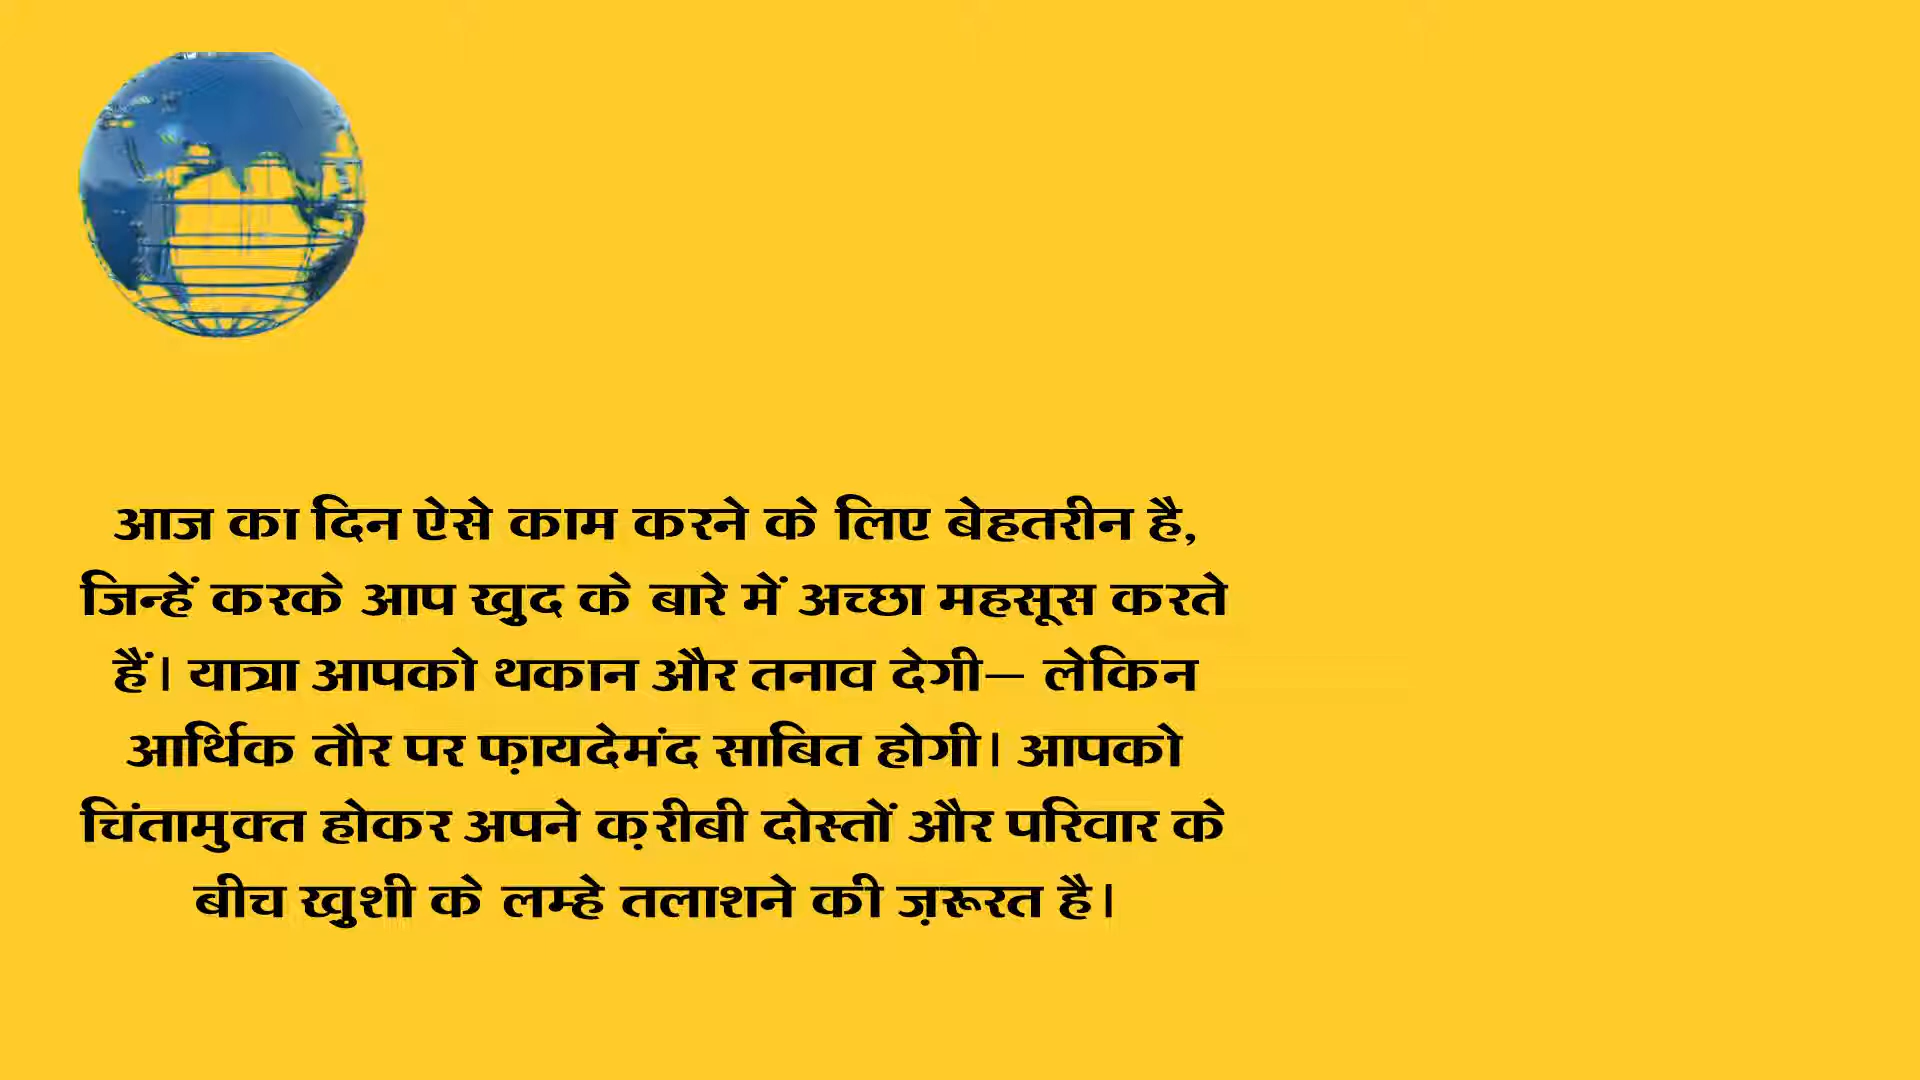 आज का दिन ऐसे काम करने के लिए बेहतरीन है,
जिन्हें करके आप खुद के बारे में अच्छा महसूस करते
हैं। यात्रा आपको थकान और तनाव देगी– लेकिन
आर्थिक तौर पर फ़ायदेमंद साबित होगी। आपको
चिंतामुक्त होकर अपने क़रीबी दोस्तों और परिवार के
बीच खुशी के लम्हे तलाशने की ज़रूरत है।